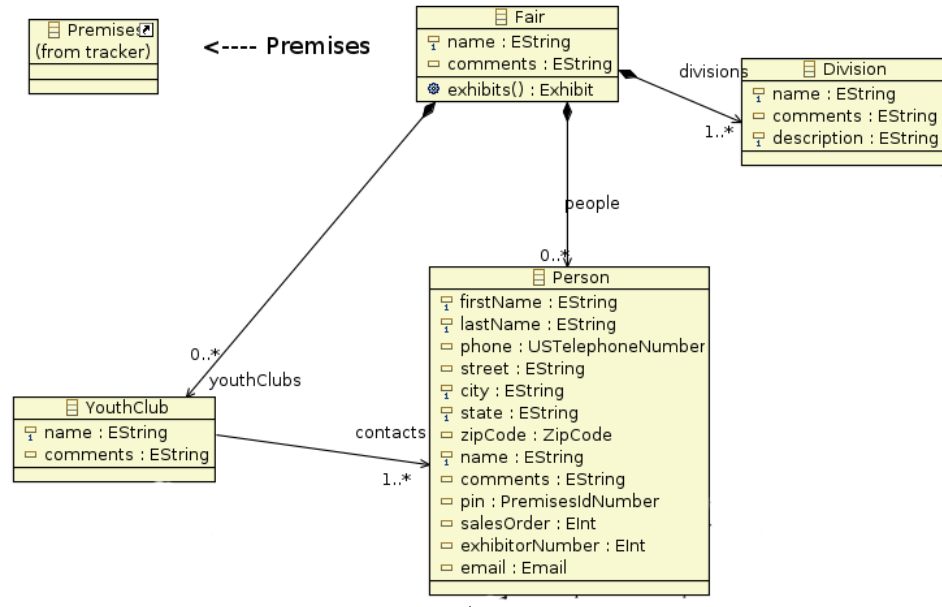 Premises
(from tracker)
<---- Premises
Fair
name : EString
comments : EString
exhibits() : Exhibit
divisions
1..*
Division
name : EString
comments : EString
description : EString
people
0..*
Person
firstName : EString
lastName : EString
phone : USTelephoneNumber
street : EString
city : EString
state : EString
zipCode : ZipCode
name : EString
comments : EString
pin : PremisesIdNumber
salesOrder : EInt
exhibitorNumber : EInt
email : Email
0..*
youthClubs
YouthClub
name : EString
comments : EString
contacts
1..*